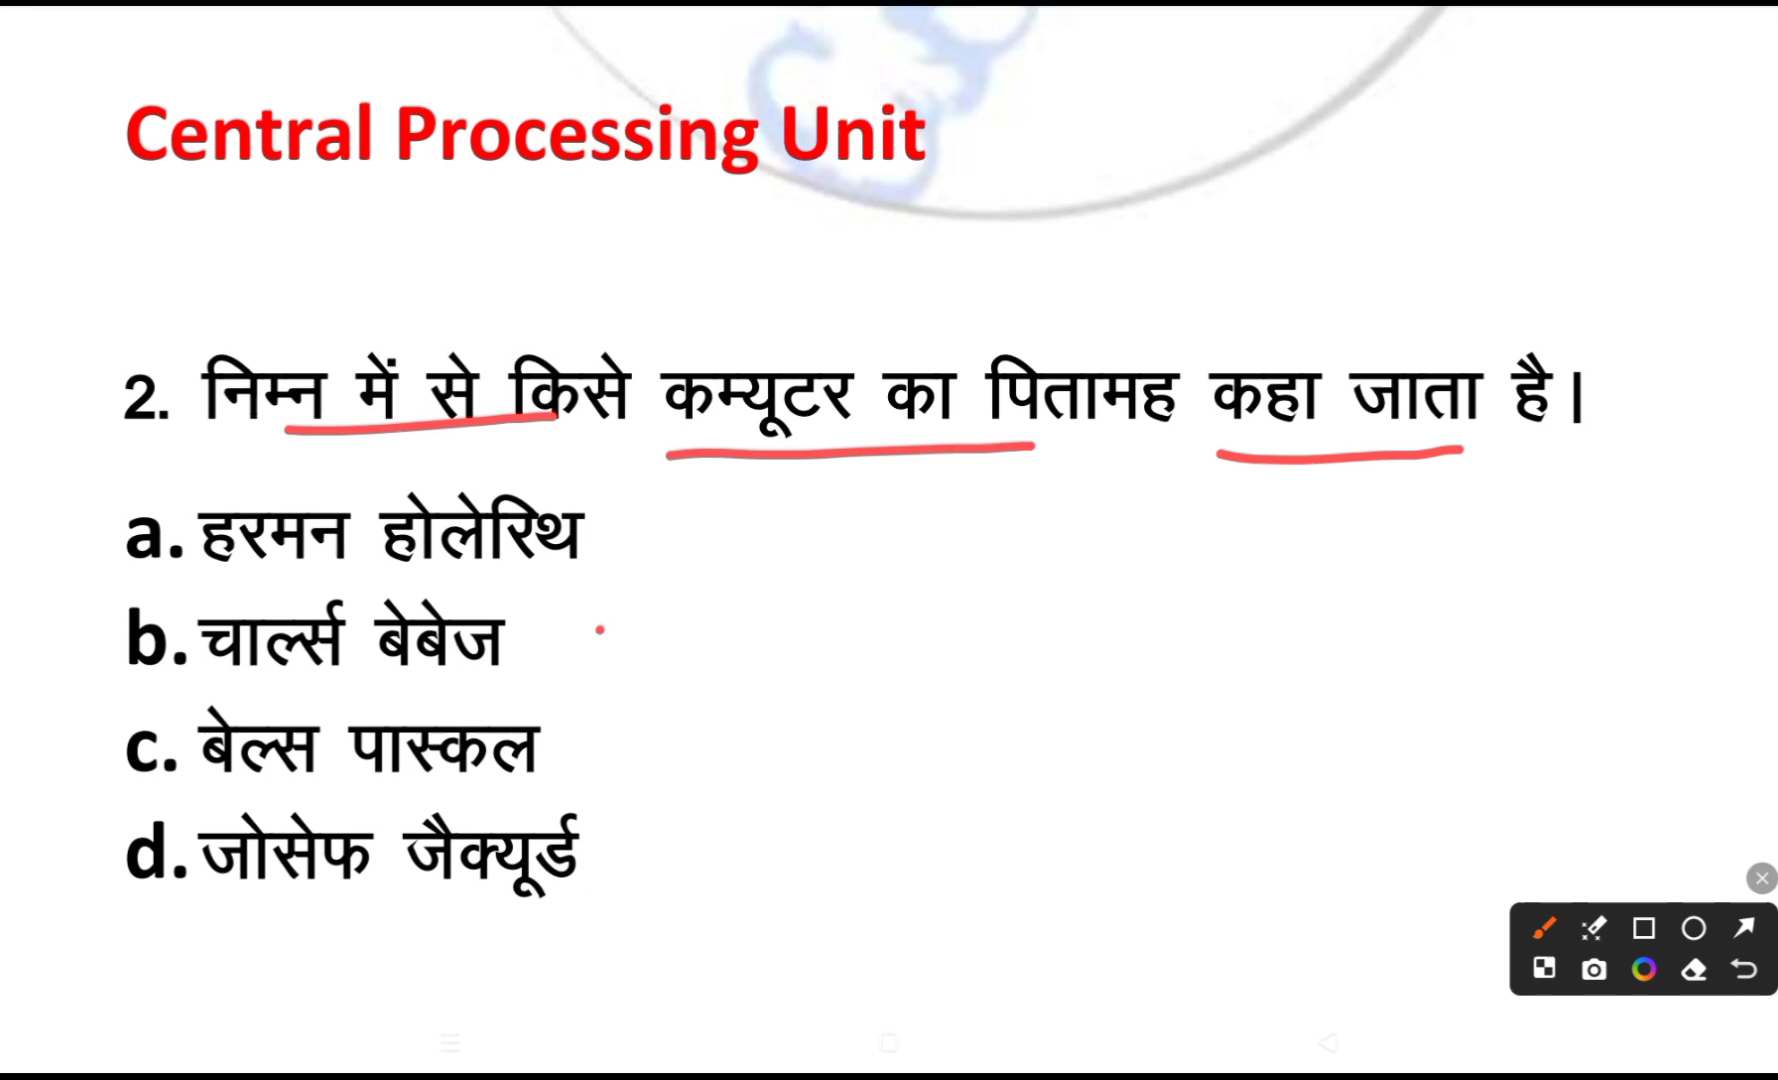 Central Processing Unit
2. निम्न में से किसे कम्यूटर का पितामह कहा जाता है।
a. हरमन होलेरिथ
b. चार्ल्स बेबेज
c. बेल्स पास्कल
d. जोसेफ जैक्यूर्ड